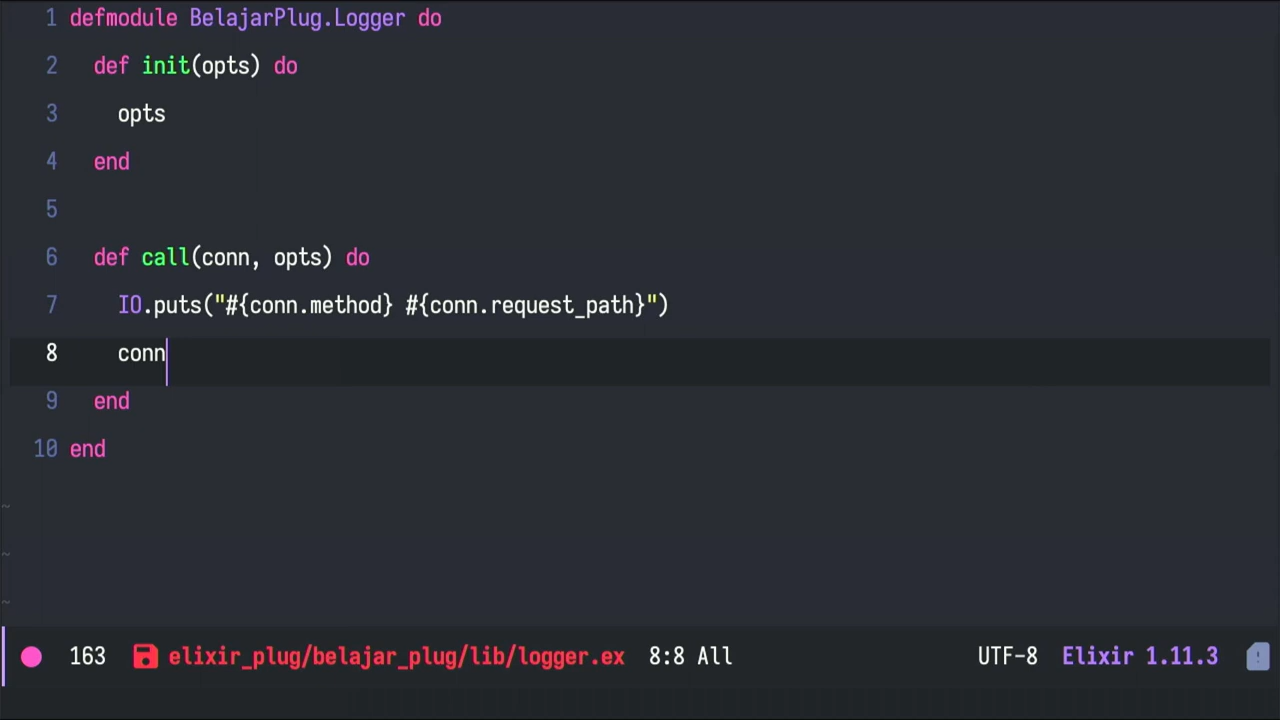 1 defmodule BelajarPlug.Logger do
2   def init(opts) do
3     opts
4   end
5
6   def call(conn, opts) do
7     IO.puts("#{conn.method} #{conn.request_path}")
8     conn
9   end
10 end
~
~
~
163 elixir_plug/belajar_plug/lib/logger.ex 8:8 All UTF-8 Elixir 1.11.3